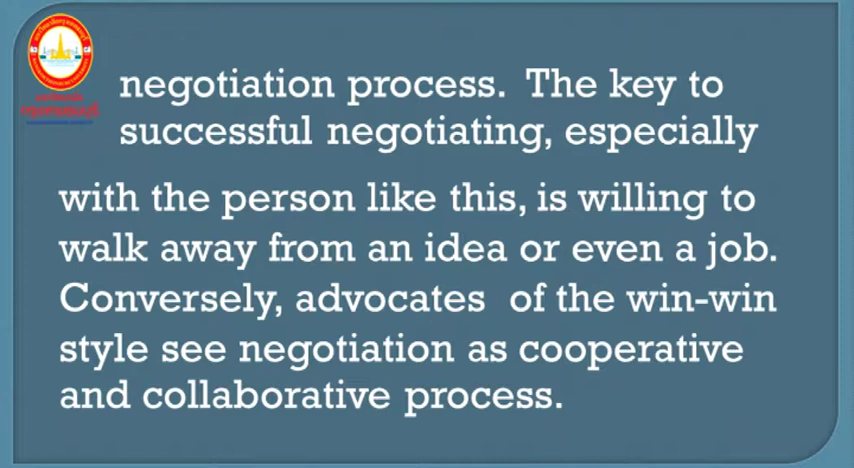 negotiation process.  The key to
successful negotiating, especially
with the person like this, is willing to
walk away from an idea or even a job.
Conversely, advocates  of the win-win
style see negotiation as cooperative
and collaborative process.